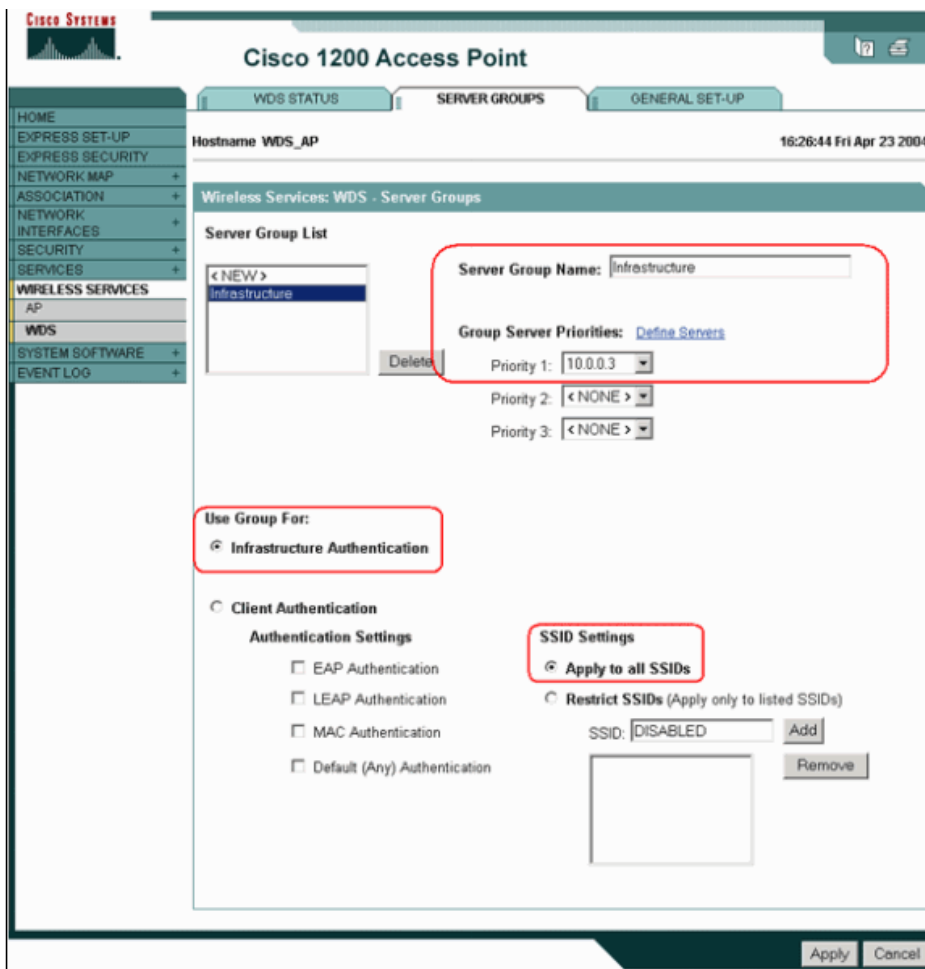 CISCO SYSTEMS
Cisco 1200 Access Point
WDS STATUS
SERVER GROUPS
GENERAL SET-UP
HOME
EXPRESS SET-UP
EXPRESS SECURITY
NETWORK MAP +
ASSOCIATION +
NETWORK
INTERFACES +
SECURITY +
SERVICES +
WIRELESS SERVICES
AP
WDS
SYSTEM SOFTWARE +
EVENT LOG +
Hostname WDS_AP
16:26:44 Fri Apr 23 2004
Wireless Services: WDS - Server Groups
Server Group List
< NEW >
Infrastructure
Delete
Server Group Name: Infrastructure
Group Server Priorities: Define Servers
Priority 1: 10.0.0.3
Priority 2: < NONE >
Priority 3: < NONE >
Use Group For:
Infrastructure Authentication
Client Authentication
Authentication Settings
EAP Authentication
LEAP Authentication
MAC Authentication
Default (Any) Authentication
SSID Settings
Apply to all SSIDs
Restrict SSIDs (Apply only to listed SSIDs)
SSID: DISABLED
Add
Remove
Apply
Cancel